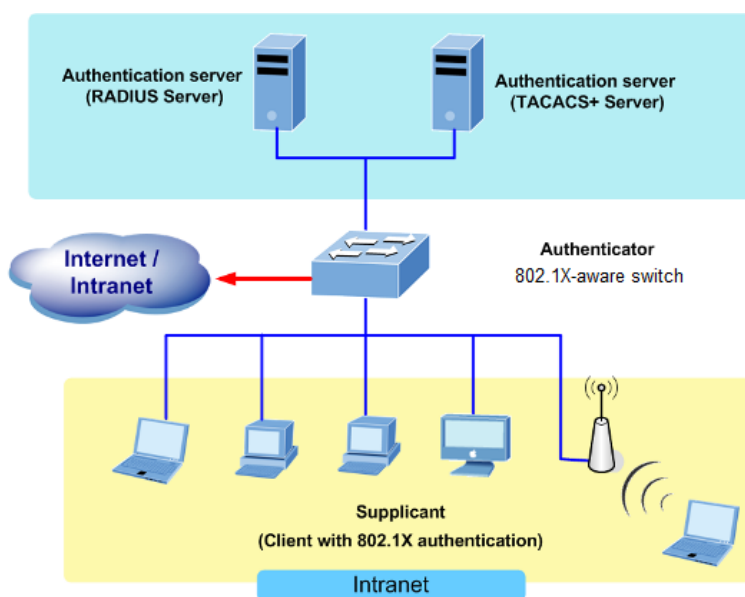 Authentication server
(RADIUS Server)
Authentication server
(TACACS+ Server)
Internet /
Intranet
Authenticator
802.1X-aware switch
Supplicant
(Client with 802.1X authentication)
Intranet